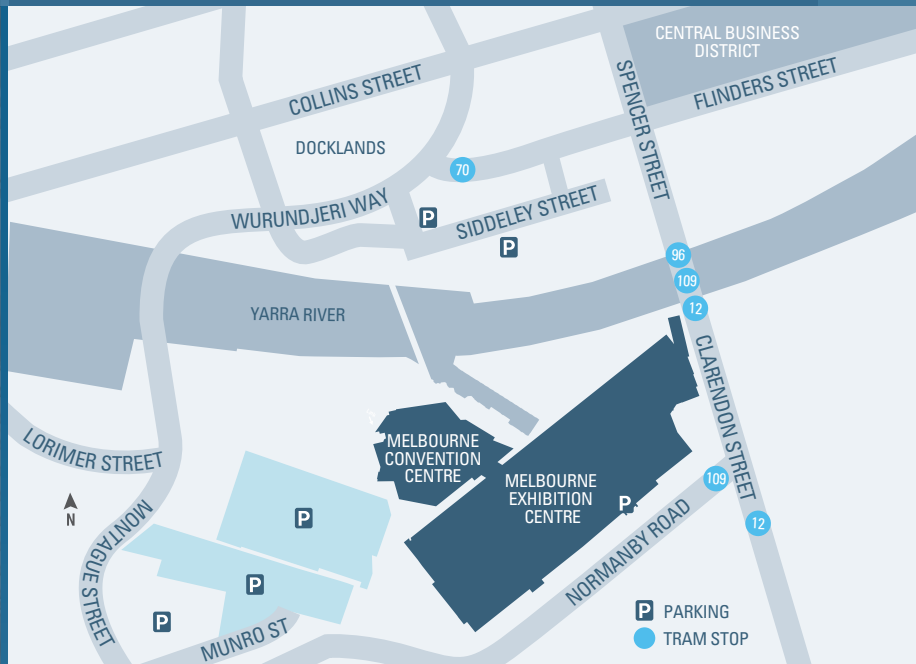 CENTRAL BUSINESS
DISTRICT
COLLINS STREET
SPENCER STREET
FLINDERS STREET
DOCKLANDS
70
WURUNDJERI WAY
P
SIDDELEY STREET
P
96
109
12
YARRA RIVER
CLARENDON STREET
LORIMER STREET
MELBOURNE
CONVENTION
CENTRE
MELBOURNE
EXHIBITION
CENTRE
P
109
12
N
MONTAGUE STREET
P
NORMANBY ROAD
P
P
MUNRO ST
P PARKING
TRAM STOP